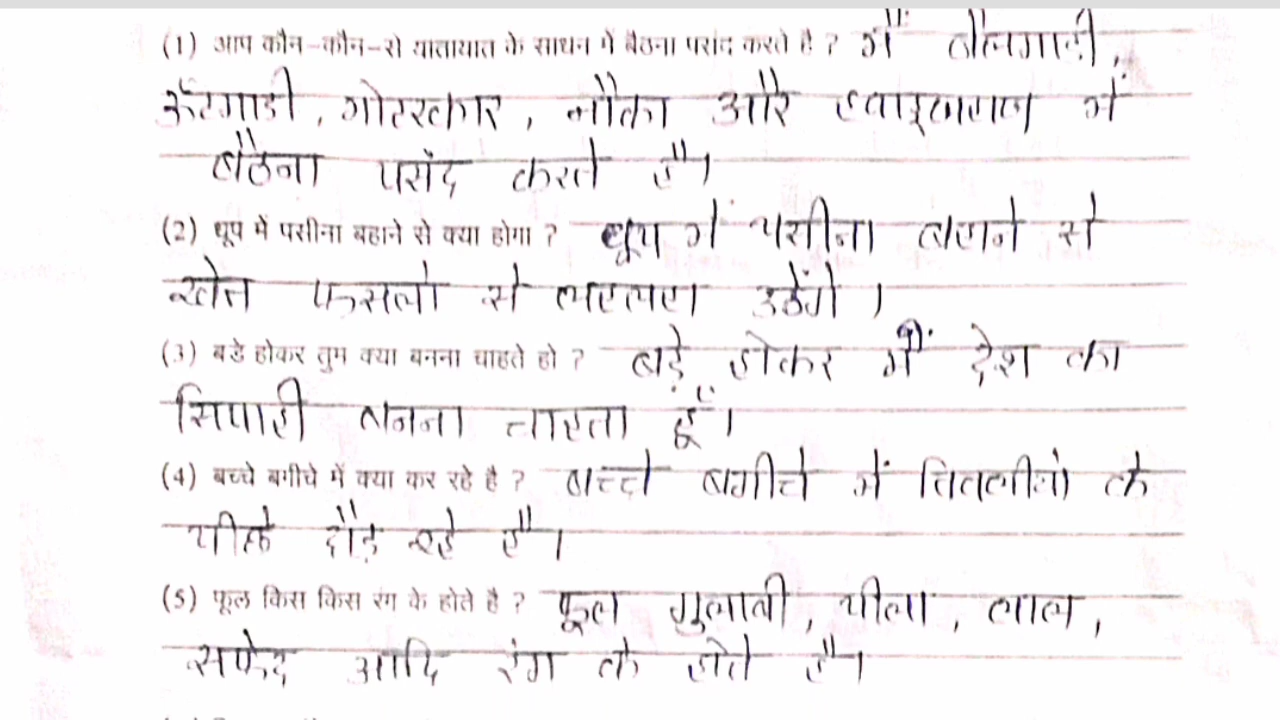 (1) आप कौन-कौन-से यातायात के साधन में बैठना पसंद करते है ? मैं बैलगाडी,
ऊँटगाडी, मोटरकार, नौका और हवाइजहाज में
बैठना पसंद करते है।
(2) धूप में पसीना बहाने से क्या होगा ? धूप में पसीना बहाने से
खेत फसलो से लहलहा उठेंगे ।
(3) बडे होकर तुम क्या बनना चाहते हो ? बड़े होकर मैं देश का
सिपाही बनना चाहता हूँ।
(4) बच्चे बगीचे में क्या कर रहे है ? बच्चे बगीचे में तितलीयो के
पीछे दौड़ रहे है ।
(5) फूल किस किस रंग के होते है ? फूल गुलाबी, पीला, लाल,
सफेद आदि रंग के होते है।